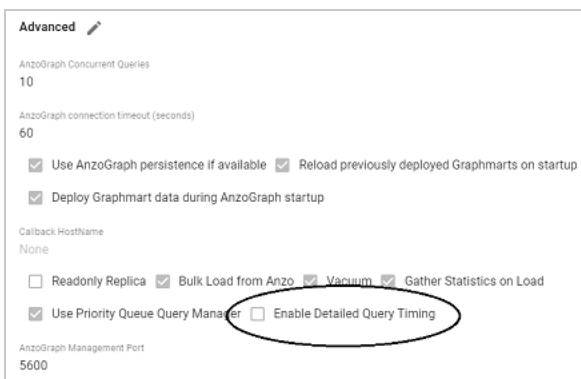 Advanced
AnzoGraph Concurrent Queries
10
AnzoGraph connection timeout (seconds)
60
Use AnzoGraph persistence if available Reload previously deployed Graphmarts on startup
Deploy Graphmart data during AnzoGraph startup
Callback HostName
None
Readonly Replica Bulk Load from Anzo Vacuum Gather Statistics on Load
Use Priority Queue Query Manager Enable Detailed Query Timing
AnzoGraph Management Port
5600